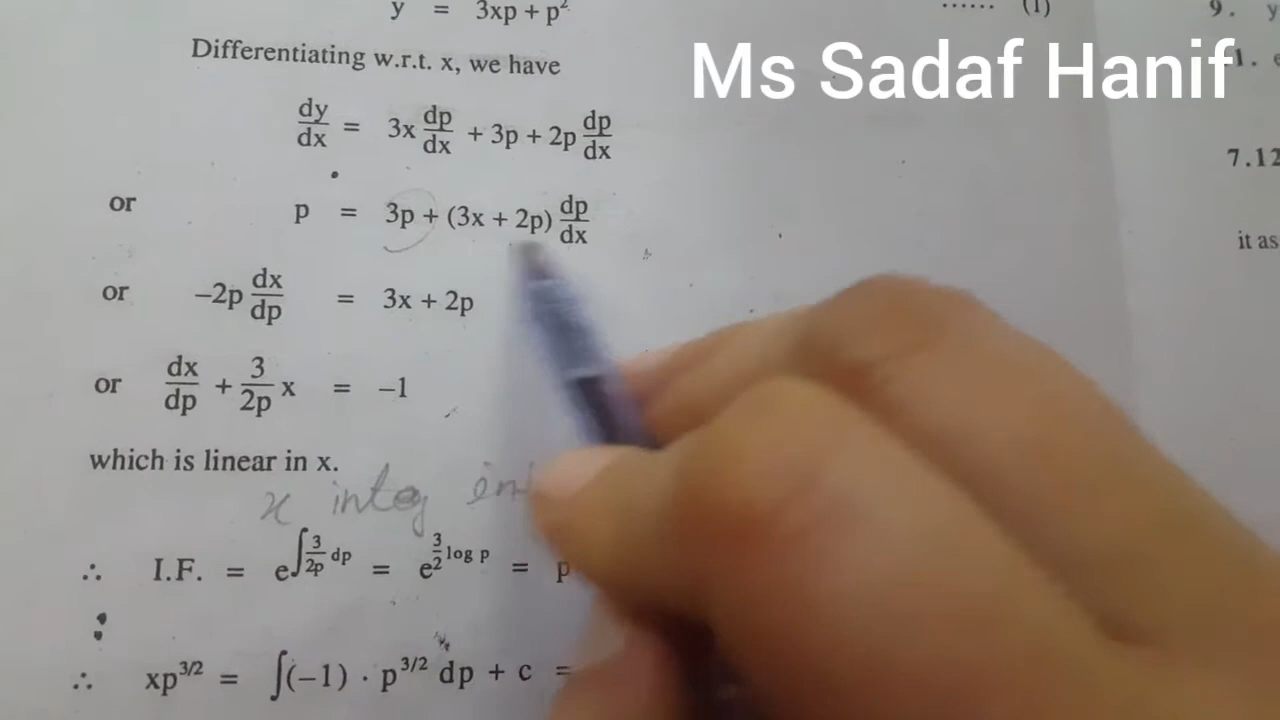 y = 3xp + p² ...... (1)
Ms Sadaf Hanif
Differentiating w.r.t. x, we have
dy/dx = 3x dp/dx + 3p + 2p dp/dx
or p = 3p + (3x + 2p) dp/dx
or –2p dx/dp = 3x + 2p
or dx/dp + 3/2p x = –1
which is linear in x.
x integ
∴ I.F. = e^∫3/2p dp = e^3/2 log p = p
∴ xp^3/2 = ∫(–1) · p^3/2 dp + c =
9. y
1.
7.12
it as